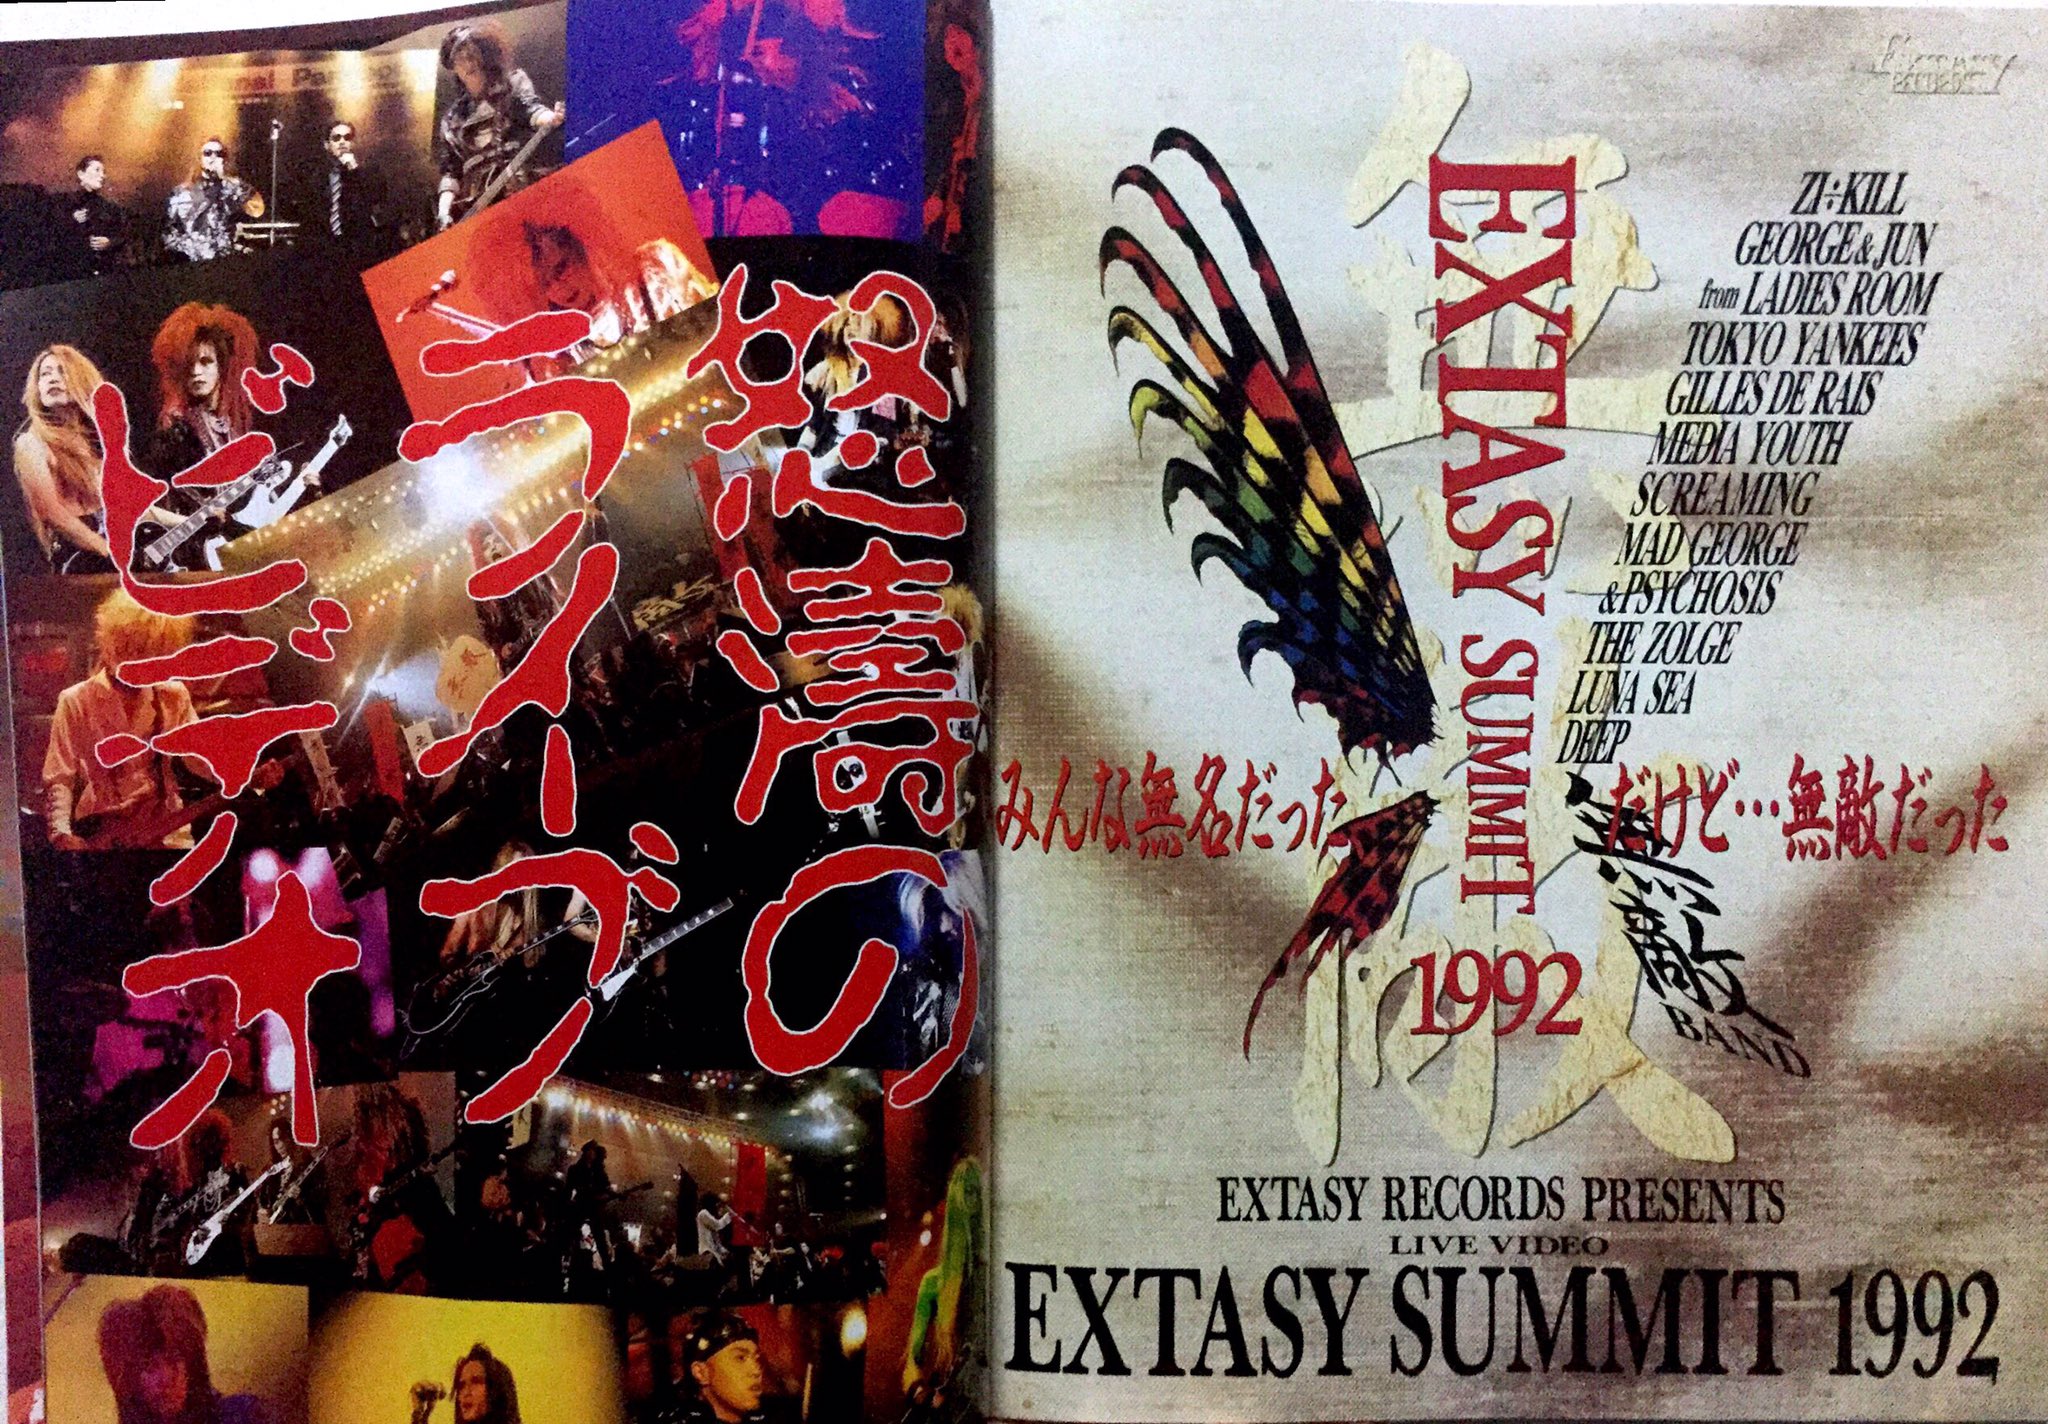 怒濤の
ライブ
ビデオ
RECORDS
無敵
EXTASY SUMMIT 1992
ZI÷KILL
GEORGE & JUN
from LADIES ROOM
TOKYO YANKEES
GILLES DE RAIS
MEDIA YOUTH
SCREAMING
MAD GEORGE
&PSYCHOSIS
THE ZOLGE
LUNA SEA
DEEP
BAND
みんな無名だった だけど…無敵だった
EXTASY RECORDS PRESENTS
LIVE VIDEO
EXTASY SUMMIT 1992